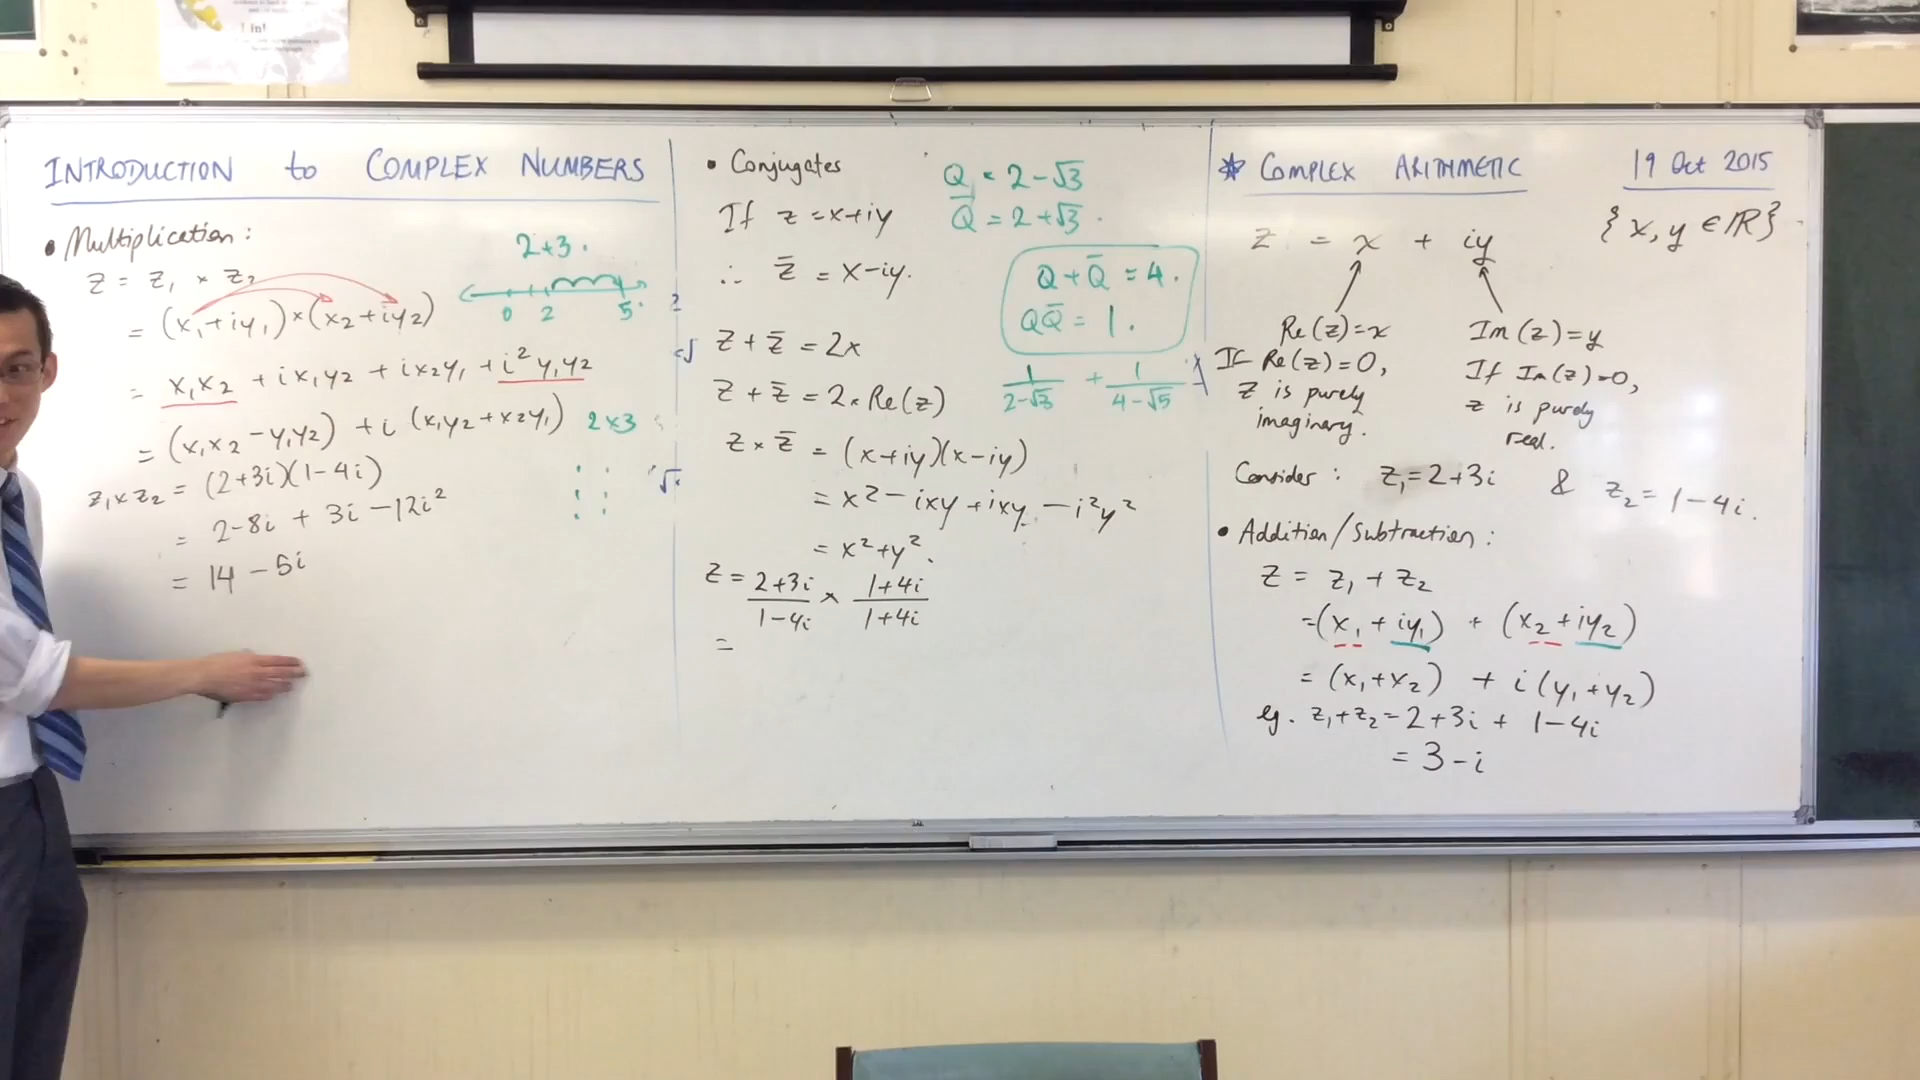 INTRODUCTION to COMPLEX NUMBERS
• Multiplication:
z = z₁ × z₂
= (x₁+iy₁)×(x₂+iy₂)
= x₁x₂ + ix₁y₂ + ix₂y₁ + i²y₁y₂
= (x₁x₂ - y₁y₂) + i (x₁y₂+x₂y₁)
z₁×z₂ = (2+3i)(1-4i)
= 2-8i + 3i -12i²
= 14 -5i
2+3.
0 2 5
2×3
• Conjugates
If z = x+iy
∴ z̄ = x-iy.
z + z̄ = 2x
z + z̄ = 2×Re(z)
z × z̄ = (x+iy)(x-iy)
= x² - ixy + ixy - i²y²
= x²+y².
z = 2+3i/1-4i × 1+4i/1+4i
=
Q = 2-√3
Q̄ = 2+√3.
Q + Q̄ = 4.
QQ̄ = 1.
1/2-√3 + 1/4-√5
* COMPLEX ARITHMETIC 19 Oct 2015
z = x + iy {x, y ∈ ℝ}
Re(z)=x
If Re(z)=0,
z is purely
imaginary.
Im(z)=y
If Im(z)=0,
z is purely
real.
Consider: z₁=2+3i & z₂=1-4i.
• Addition/Subtraction:
z = z₁ + z₂
=(x₁ + iy₁) + (x₂+iy₂)
= (x₁+x₂) + i(y₁+y₂)
eg. z₁+z₂=2+3i + 1-4i
= 3-i